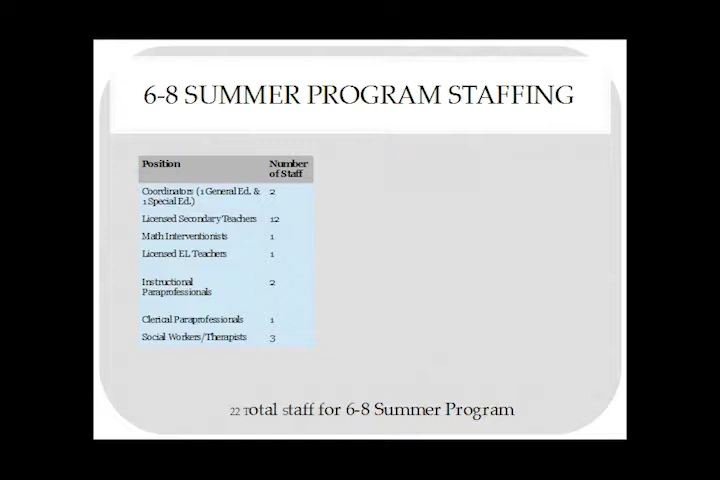 6-8 SUMMER PROGRAM STAFFING
Position Number
of Staff
Coordinators (1 General Ed. & 2
1 Special Ed.)
Licensed Secondary Teachers 12
Math Interventionists 1
Licensed EL Teachers 1
Instructional 2
Paraprofessionals
Clerical Paraprofessionals 1
Social Workers/Therapists 3
22 Total staff for 6-8 Summer Program